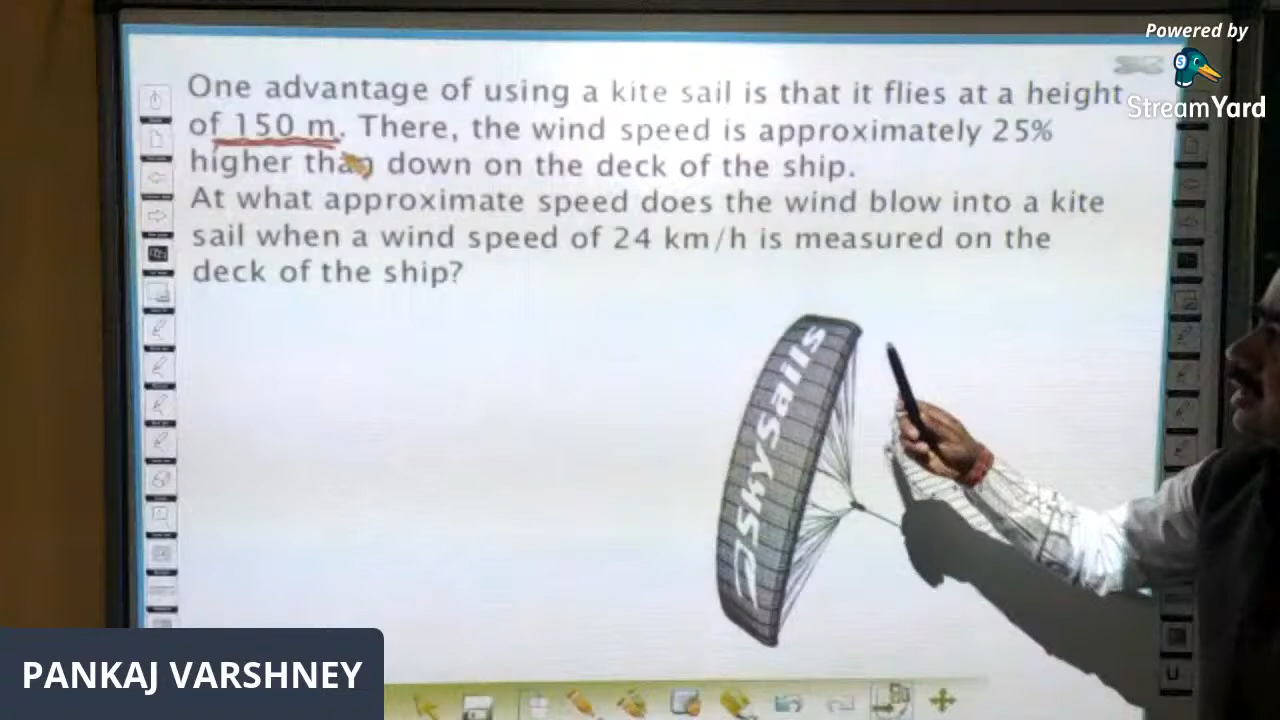 Powered by
StreamYard
One advantage of using a kite sail is that it flies at a height
of 150 m. There, the wind speed is approximately 25%
higher than down on the deck of the ship.
At what approximate speed does the wind blow into a kite
sail when a wind speed of 24 km/h is measured on the
deck of the ship?
skysails
PANKAJ VARSHNEY